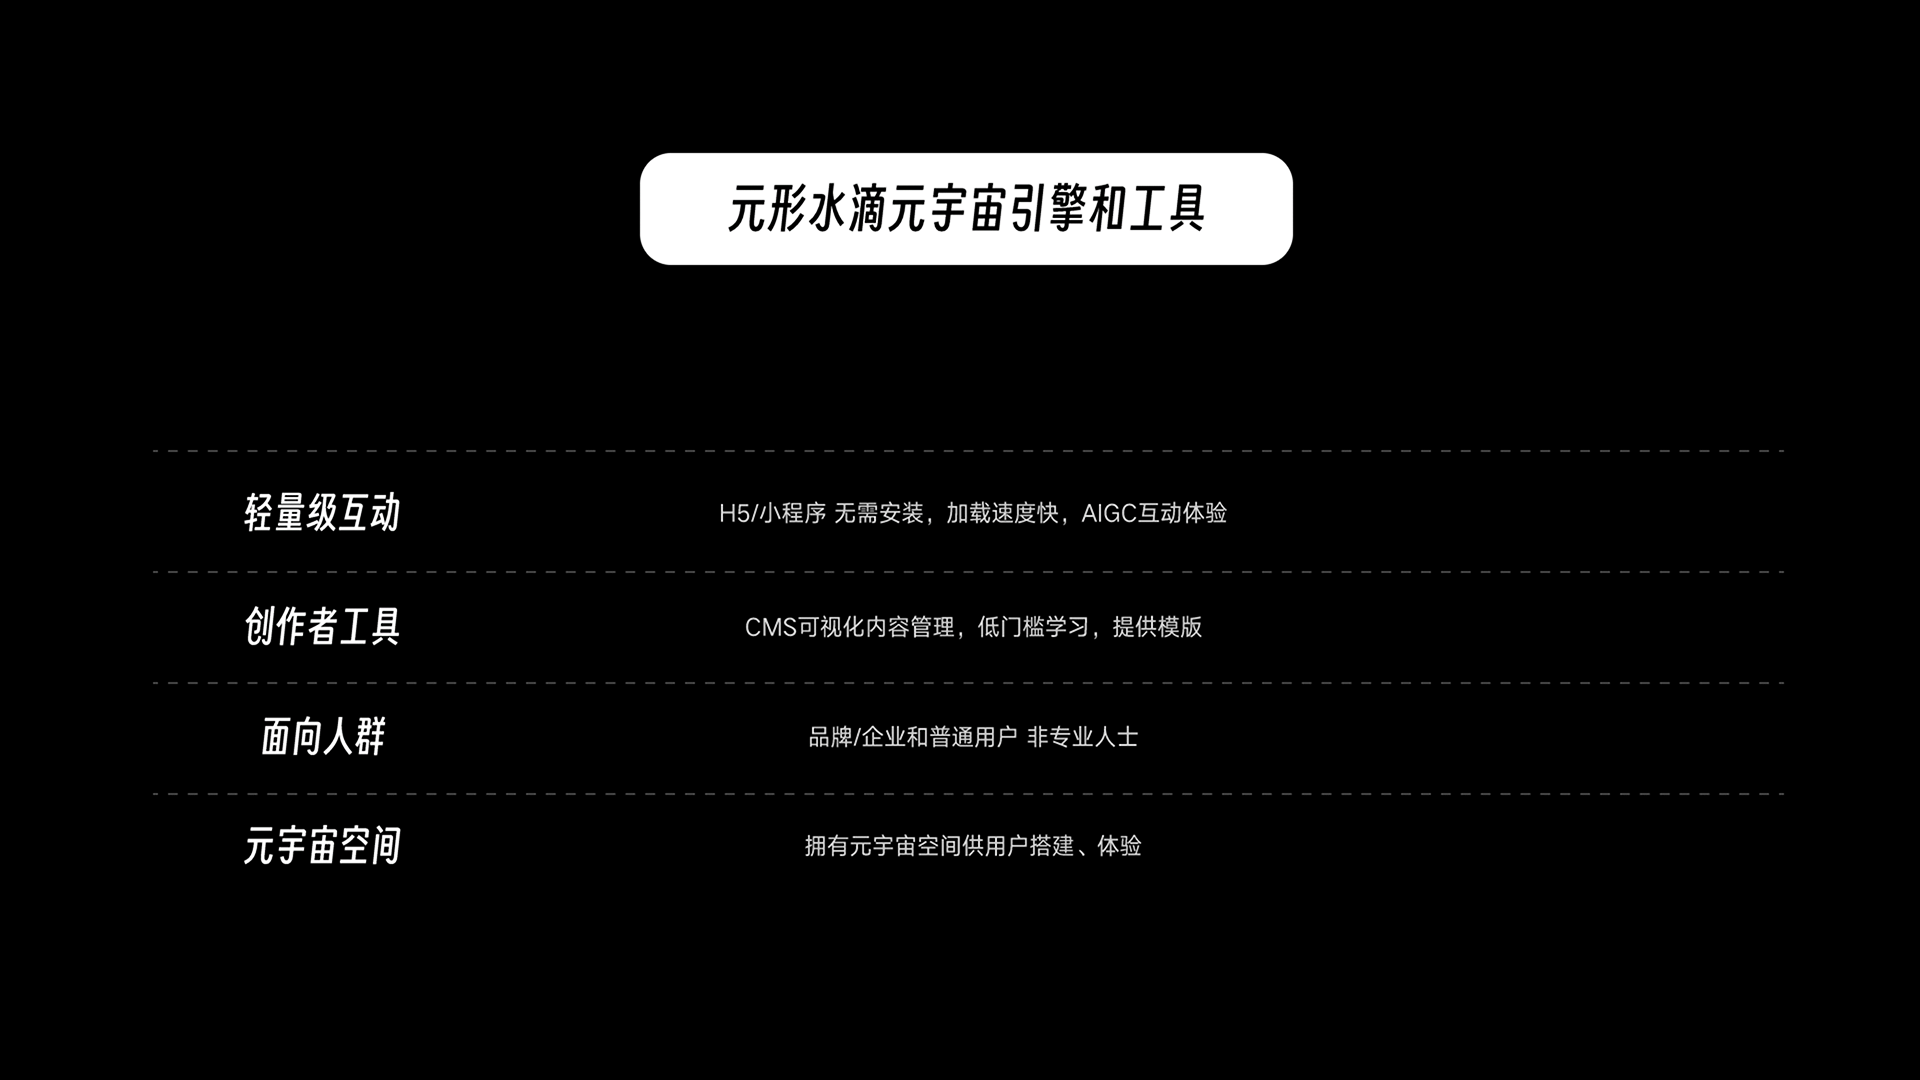 元形水滴元宇宙引擎和工具
轻量级互动
H5/小程序 无需安装，加载速度快，AIGC互动体验
创作者工具
CMS可视化内容管理，低门槛学习，提供模版
面向人群
品牌/企业和普通用户 非专业人士
元宇宙空间
拥有元宇宙空间供用户搭建、体验